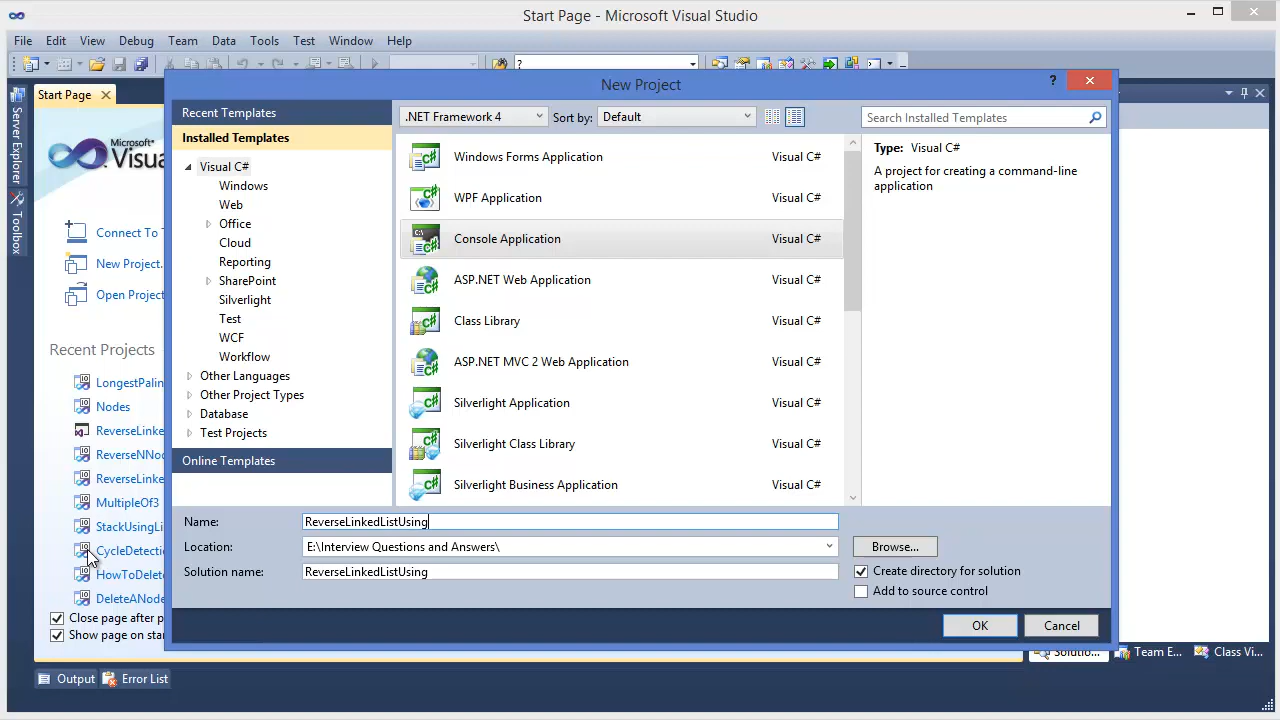 Start Page - Microsoft Visual Studio
File Edit View Debug Team Data Tools Test Window Help
?
New Project
?
Start Page
Server Explorer
Toolbox
Microsoft®
Connect To
New Project.
Open Project
Recent Projects
LongestPalin
Nodes
ReverseLinke
ReverseNNod
ReverseLinke
MultipleOf3
StackUsingLi
CycleDetectio
HowToDelete
DeleteANode
Close page after p
Show page on star
Recent Templates
Installed Templates
Visual C#
Windows
Web
Office
Cloud
Reporting
SharePoint
Silverlight
Test
WCF
Workflow
Other Languages
Other Project Types
Database
Test Projects
Online Templates
.NET Framework 4
Sort by: Default
Search Installed Templates
Windows Forms Application Visual C#
WPF Application Visual C#
Console Application Visual C#
ASP.NET Web Application Visual C#
Class Library Visual C#
ASP.NET MVC 2 Web Application Visual C#
Silverlight Application Visual C#
Silverlight Class Library Visual C#
Silverlight Business Application Visual C#
Type: Visual C#
A project for creating a command-line
application
Name: ReverseLinkedListUsing
Location: E:\Interview Questions and Answers\
Browse...
Solution name: ReverseLinkedListUsing
Create directory for solution
Add to source control
OK
Cancel
Solutio... Team E... Class Vi...
Output Error List